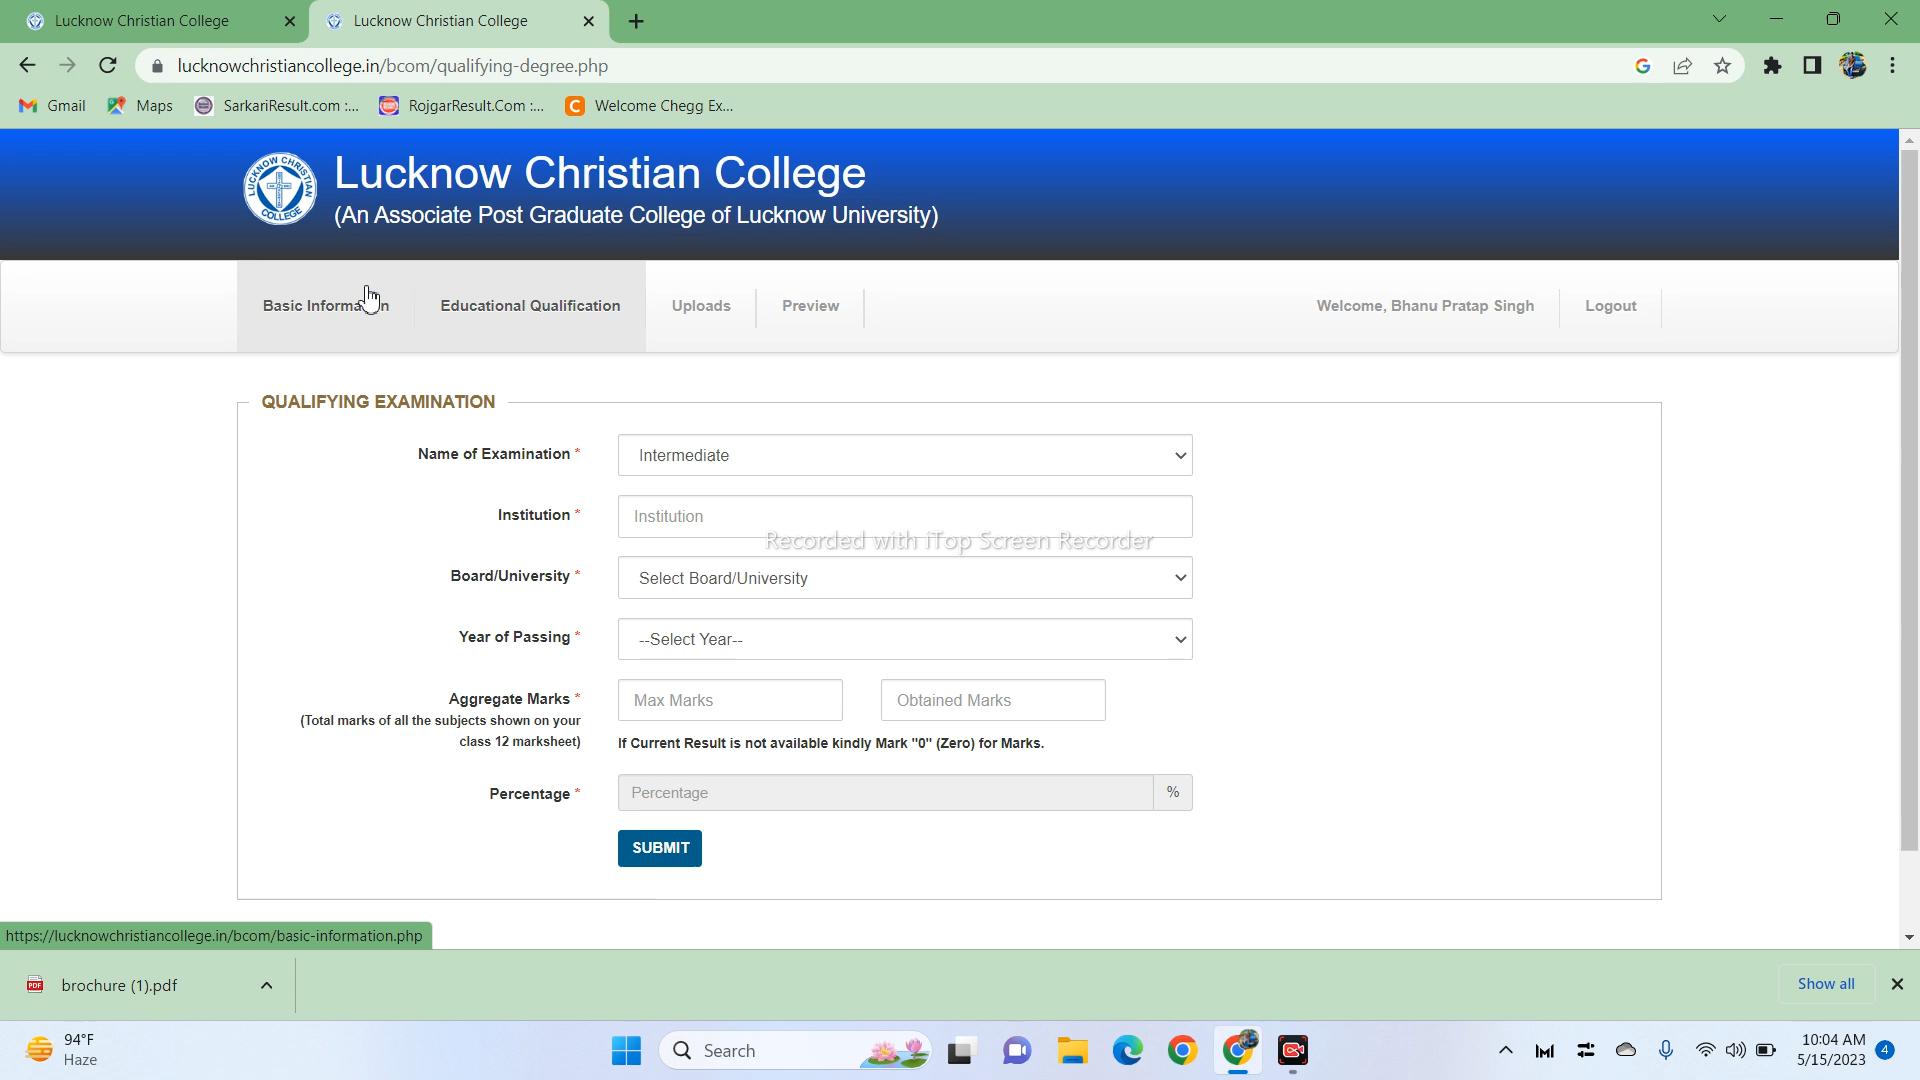 Lucknow Christian College
Lucknow Christian College
lucknowchristiancollege.in/bcom/qualifying-degree.php
Gmail
Maps
SarkariResult.com :...
RojgarResult.Com :...
Welcome Chegg Ex...
LUCKNOW CHRISTIAN COLLEGE
Lucknow Christian College
(An Associate Post Graduate College of Lucknow University)
Basic Information
Educational Qualification
Uploads
Preview
Welcome, Bhanu Pratap Singh
Logout
QUALIFYING EXAMINATION
Name of Examination *
Intermediate
Institution *
Institution
Recorded with iTop Screen Recorder
Board/University *
Select Board/University
Year of Passing *
--Select Year--
Aggregate Marks *
Max Marks
Obtained Marks
(Total marks of all the subjects shown on your
class 12 marksheet)
If Current Result is not available kindly Mark "0" (Zero) for Marks.
Percentage *
Percentage
%
SUBMIT
https://lucknowchristiancollege.in/bcom/basic-information.php
PDF
brochure (1).pdf
Show all
94°F
Haze
Search
10:04 AM
5/15/2023
4